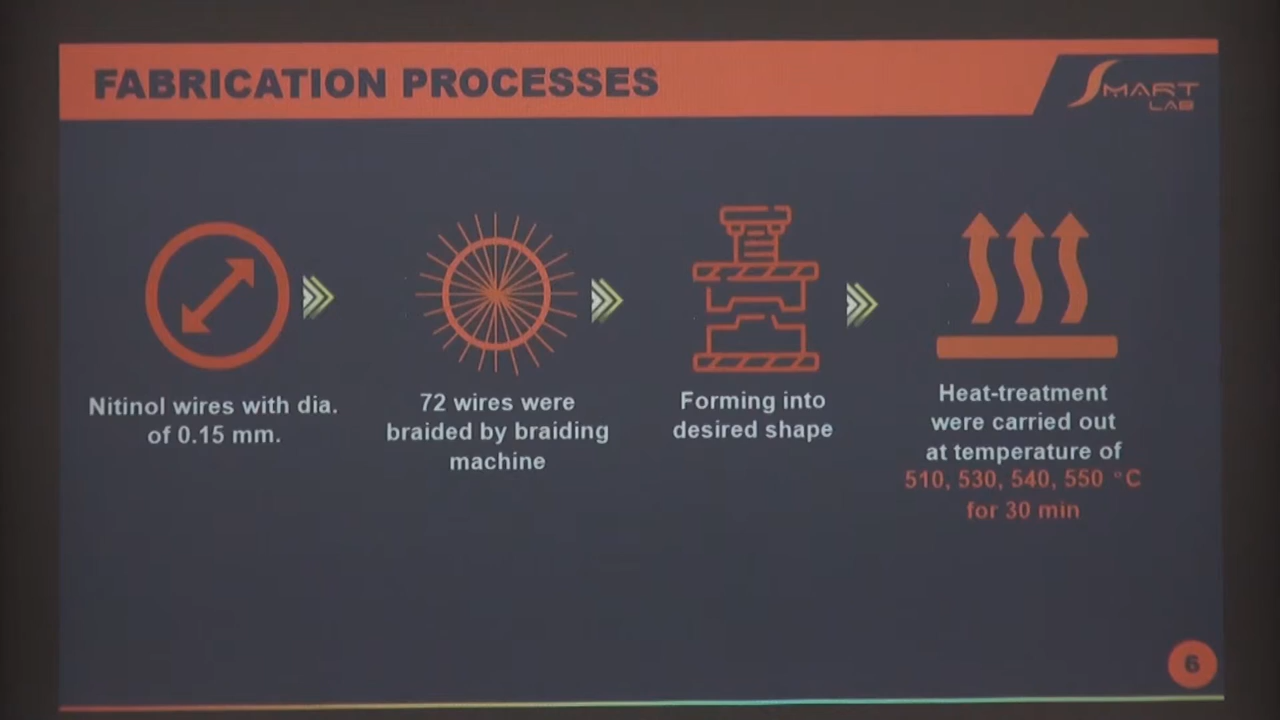 FABRICATION PROCESSES
SMART
LAB
Nitinol wires with dia.
of 0.15 mm.
72 wires were
braided by braiding
machine
Forming into
desired shape
Heat-treatment
were carried out
at temperature of
510, 530, 540, 550 °C
for 30 min
6